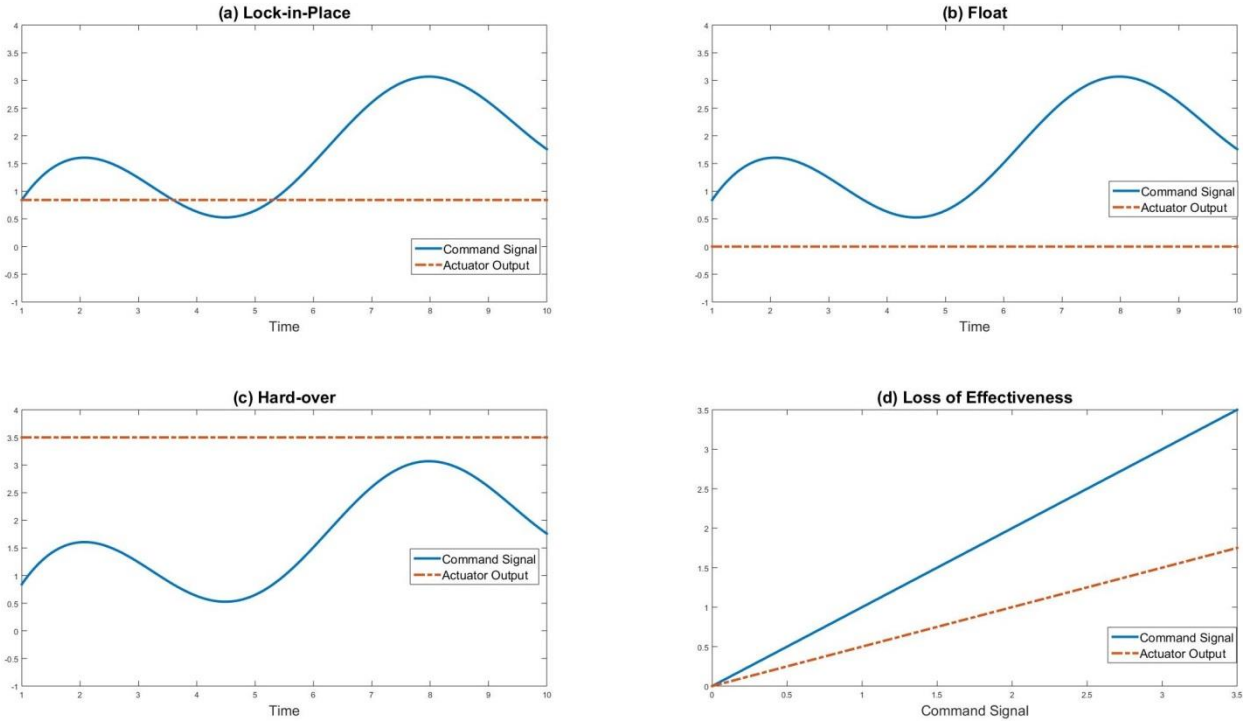 (a) Lock-in-Place
4
3.5
3
2.5
2
1.5
1
0.5
0
-0.5
-1
1 2 3 4 5 6 7 8 9 10
Time
Command Signal
Actuator Output
(b) Float
4
3.5
3
2.5
2
1.5
1
0.5
0
-0.5
-1
1 2 3 4 5 6 7 8 9 10
Time
Command Signal
Actuator Output
(c) Hard-over
4
3.5
3
2.5
2
1.5
1
0.5
0
-0.5
-1
1 2 3 4 5 6 7 8 9 10
Time
Command Signal
Actuator Output
(d) Loss of Effectiveness
3.5
3
2.5
2
1.5
1
0.5
0
0 0.5 1 1.5 2 2.5 3 3.5
Command Signal
Command Signal
Actuator Output